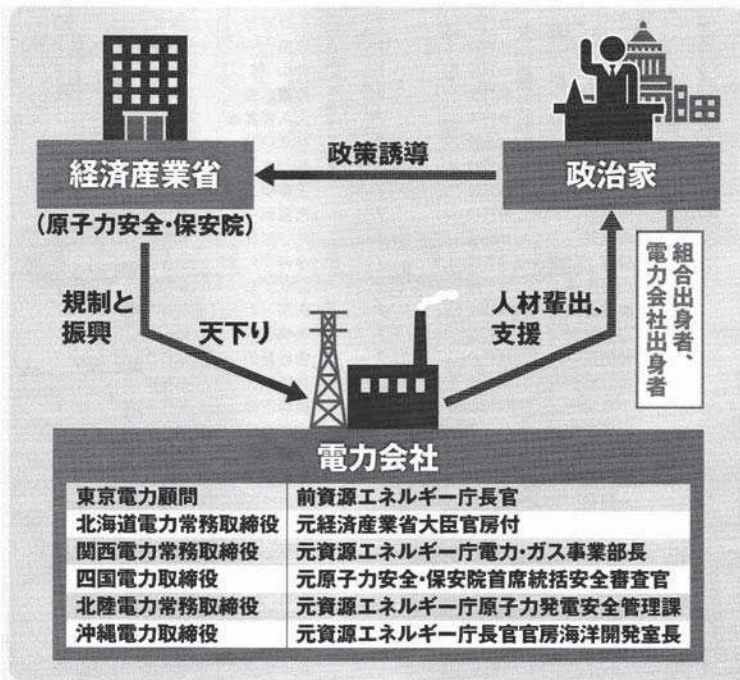 経済産業省
(原子力安全・保安院)
政策誘導
政治家
組合出身者、
電力会社出身者
規制と
振興
天下り
人材輩出、
支援
電力会社
東京電力顧問 前資源エネルギー庁長官
北海道電力常務取締役 元経済産業省大臣官房付
関西電力常務取締役 元資源エネルギー庁電力・ガス事業部長
四国電力取締役 元原子力安全・保安院首席統括安全審査官
北陸電力常務取締役 元資源エネルギー庁原子力発電安全管理課
沖縄電力取締役 元資源エネルギー庁長官官房海洋開発室長